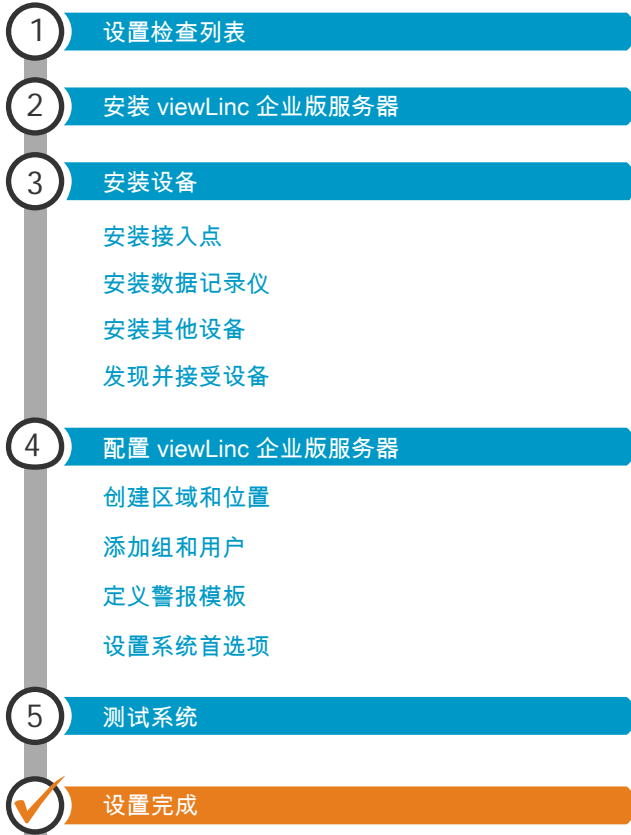 1 设置检查列表
2 安装 viewLinc 企业版服务器
3 安装设备
安装接入点
安装数据记录仪
安装其他设备
发现并接受设备
4 配置 viewLinc 企业版服务器
创建区域和位置
添加组和用户
定义警报模板
设置系统首选项
5 测试系统
设置完成